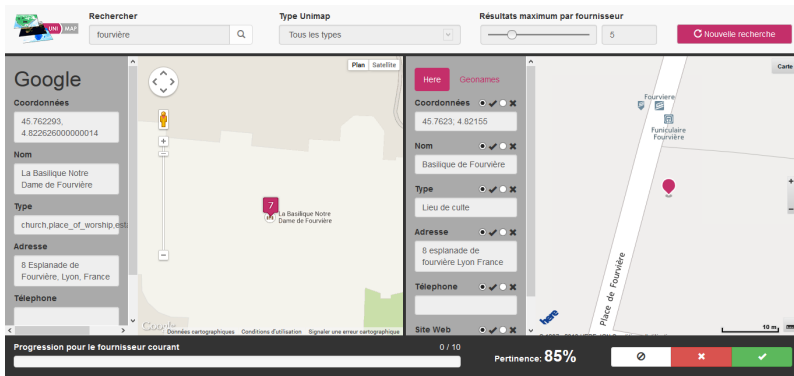 UNI MAP
Rechercher
fourvière
Type Unimap
Tous les types
Résultats maximum par fournisseur
5
Nouvelle recherche
Google
Coordonnées
45.762293,
4.822626000000014
Nom
La Basilique Notre
Dame de Fourvière
Type
church,place_of_worship,est
Adresse
8 Esplanade de
Fourvière, Lyon, France
Téléphone
Plan Satellite
7
La Basilique Notre
Dame de Fourvière
Google
Données cartographiques Conditions d'utilisation Signaler une erreur cartographique
Here Geonames
Coordonnées
45.7623; 4.82155
Nom
Basilique de Fourvière
Type
Lieu de culte
Adresse
8 esplanade de
fourvière Lyon France
Téléphone
Site Web
Carte
Fourviere
Funiculaire
Fourvière
Place de Fourvière
here
10 m
Progression pour le fournisseur courant
0 / 10
Pertinence: 85%